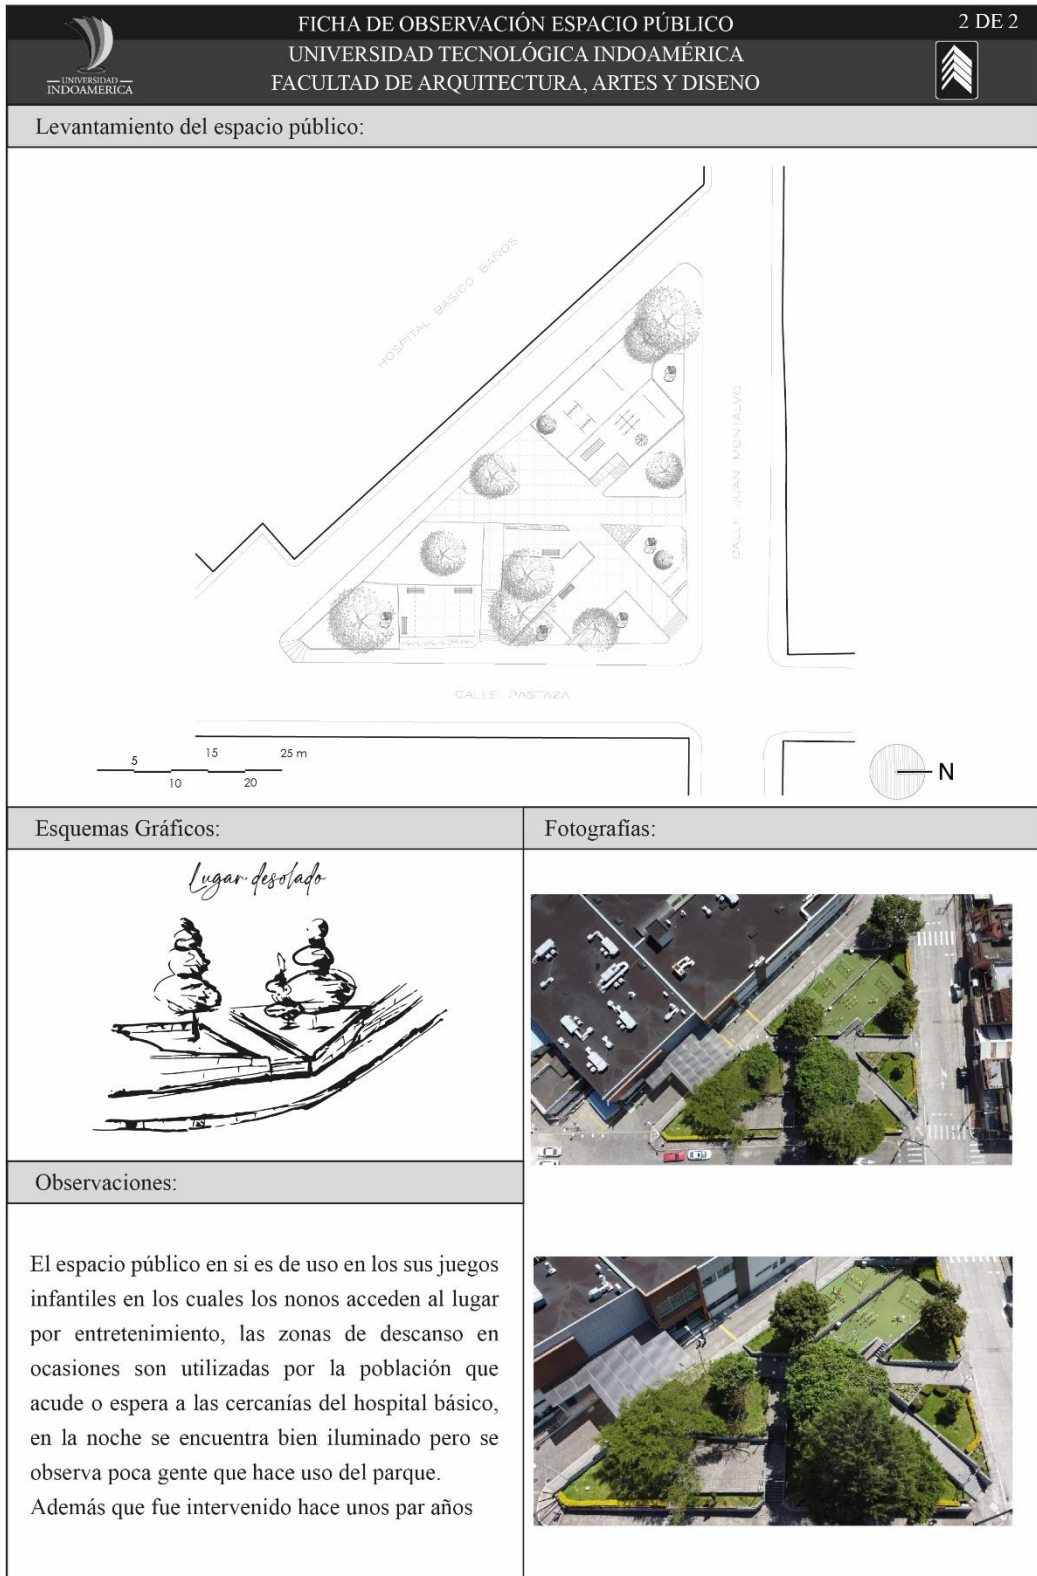 FICHA DE OBSERVACIÓN ESPACIO PÚBLICO
2 DE 2
UNIVERSIDAD TECNOLÓGICA INDOAMÉRICA
FACULTAD DE ARQUITECTURA, ARTES Y DISENO
UNIVERSIDAD
INDOAMERICA
Levantamiento del espacio público:
HOSPITAL BÁSICO BAÑOS
CALLE JUAN MONTALVO
CALLE PASTAZA
5
15
25 m
10
20
N
Esquemas Gráficos:
Lugar desolado
Fotografías:
Observaciones:
El espacio público en si es de uso en los sus juegos
infantiles en los cuales los nonos acceden al lugar
por entretenimiento, las zonas de descanso en
ocasiones son utilizadas por la población que
acude o espera a las cercanías del hospital básico,
en la noche se encuentra bien iluminado pero se
observa poca gente que hace uso del parque.
Además que fue intervenido hace unos par años